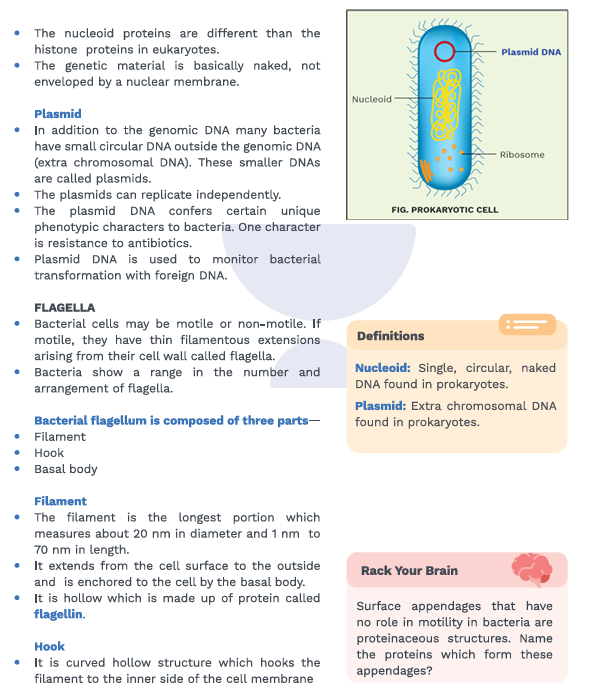 • The nucleoid proteins are different than the
histone proteins in eukaryotes.
• The genetic material is basically naked, not
enveloped by a nuclear membrane.
Plasmid
• In addition to the genomic DNA many bacteria
have small circular DNA outside the genomic DNA
(extra chromosomal DNA). These smaller DNAs
are called plasmids.
• The plasmids can replicate independently.
• The plasmid DNA confers certain unique
phenotypic characters to bacteria. One character
is resistance to antibiotics.
• Plasmid DNA is used to monitor bacterial
transformation with foreign DNA.
FLAGELLA
• Bacterial cells may be motile or non-motile. If
motile, they have thin filamentous extensions
arising from their cell wall called flagella.
• Bacteria show a range in the number and
arrangement of flagella.
Bacterial flagellum is composed of three parts—
• Filament
• Hook
• Basal body
Filament
• The filament is the longest portion which
measures about 20 nm in diameter and 1 nm to
70 nm in length.
• It extends from the cell surface to the outside
and is enchored to the cell by the basal body.
• It is hollow which is made up of protein called
flagellin.
Hook
• It is curved hollow structure which hooks the
filament to the inner side of the cell membrane
Plasmid DNA
Nucleoid
Ribosome
FIG. PROKARYOTIC CELL
Definitions
Nucleoid: Single, circular, naked
DNA found in prokaryotes.
Plasmid: Extra chromosomal DNA
found in prokaryotes.
Rack Your Brain
Surface appendages that have
no role in motility in bacteria are
proteinaceous structures. Name
the proteins which form these
appendages?